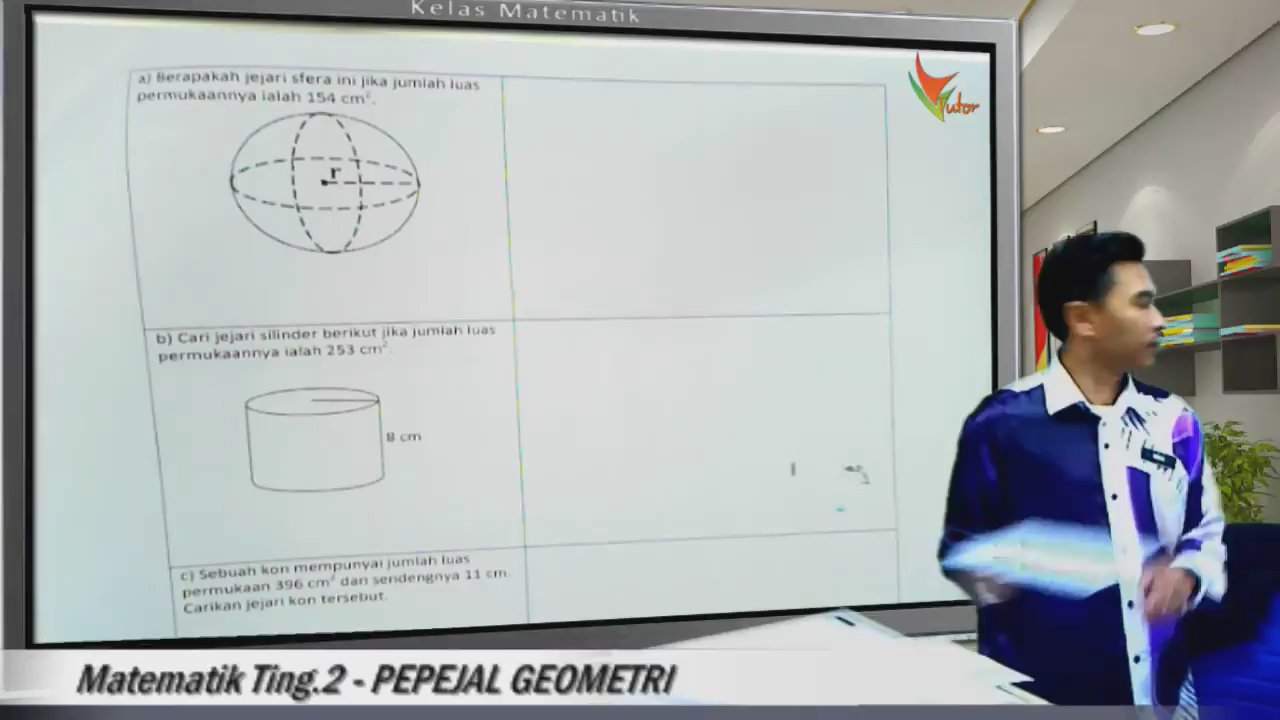 Kelas Matematik
Tutor
a) Berapakah jejari sfera ini jika jumlah luas
permukaannya ialah 154 cm².
r
b) Cari jejari silinder berikut jika jumlah luas
permukaannya ialah 253 cm².
8 cm
c) Sebuah kon mempunyai jumlah luas
permukaan 396 cm² dan sendengnya 11 cm.
Carikan jejari kon tersebut.
Matematik Ting.2 - PEPEJAL GEOMETRI